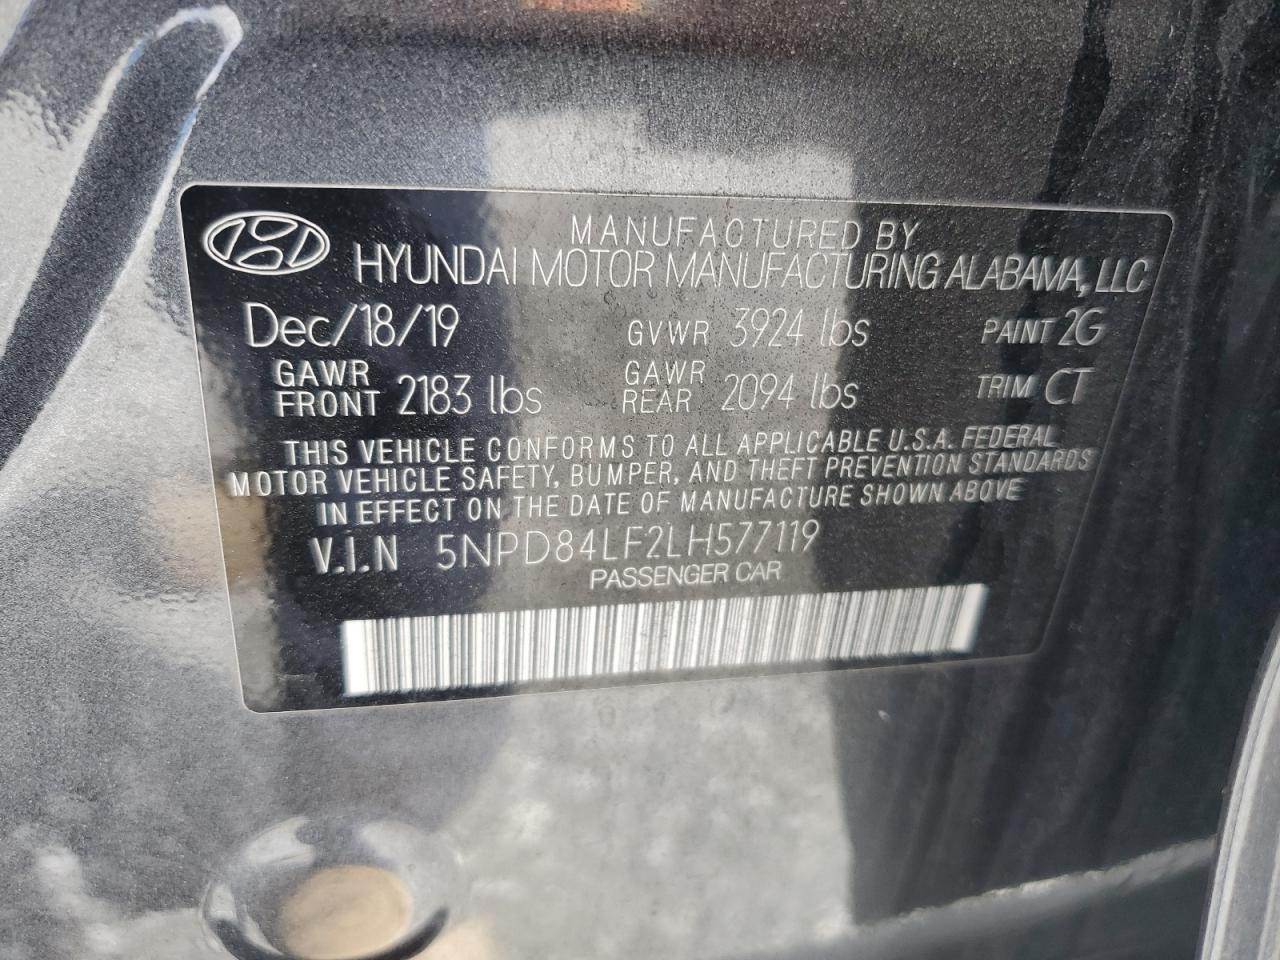 MANUFACTURED BY
HYUNDAI MOTOR MANUFACTURING ALABAMA, LLC
Dec/18/19 GVWR 3924 lbs PAINT 2G
GAWR FRONT 2183 lbs GAWR REAR 2094 lbs TRIM CT
THIS VEHICLE CONFORMS TO ALL APPLICABLE U.S.A. FEDERAL
MOTOR VEHICLE SAFETY, BUMPER, AND THEFT PREVENTION STANDARDS
IN EFFECT ON THE DATE OF MANUFACTURE SHOWN ABOVE
V.I.N 5NPD84LF2LH577119
PASSENGER CAR